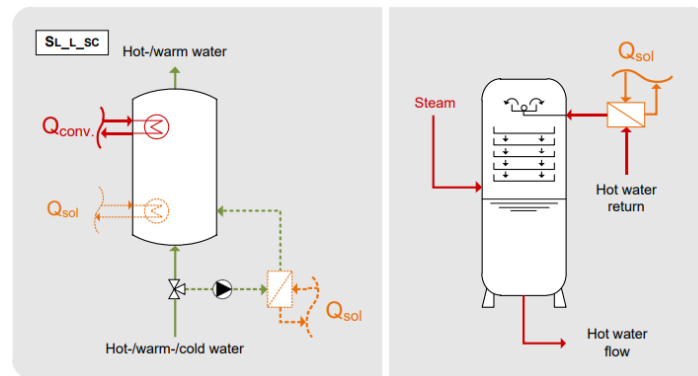 SL_L_SC
Hot-/warm water
Qconv.
Qsol
Qsol
Hot-/warm-/cold water
Qsol
Steam
Hot water
return
Hot water
flow